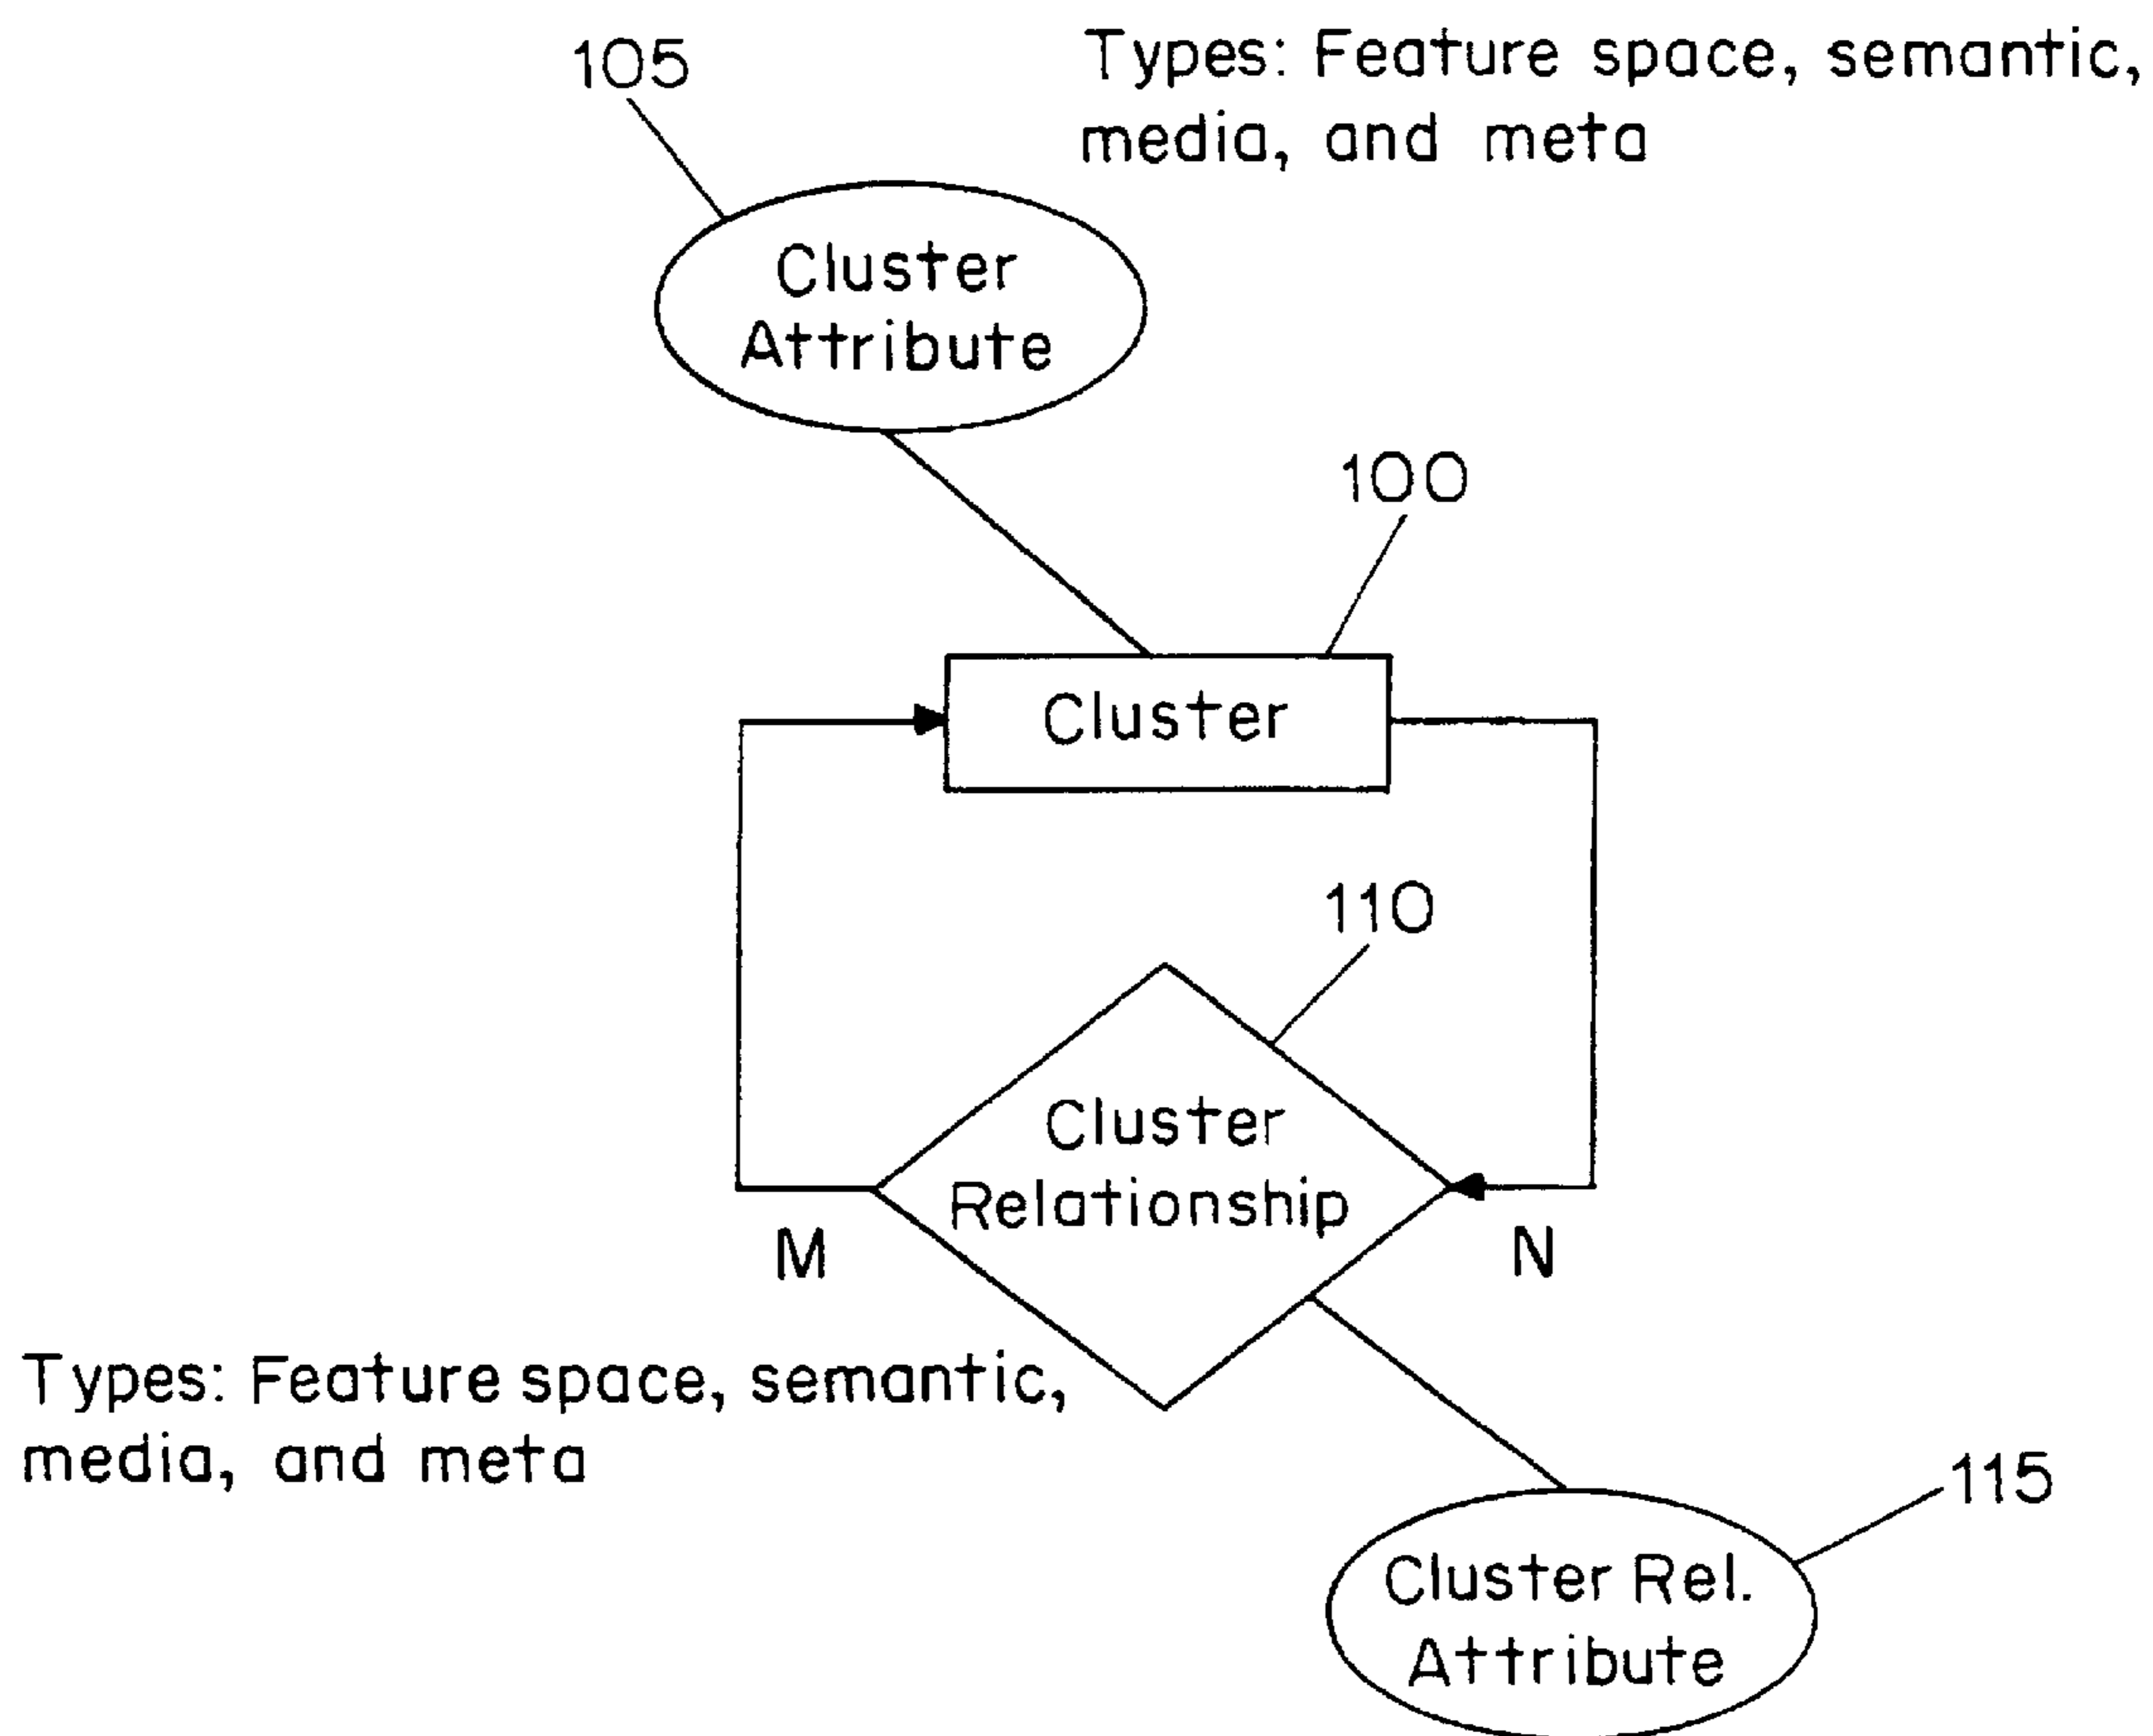 105
Types: Feature space, semantic,
media, and meta
Cluster
Attribute
100
Cluster
110
Cluster
Relationship
M
N
Types: Feature space, semantic,
media, and meta
115
Cluster Rel.
Attribute